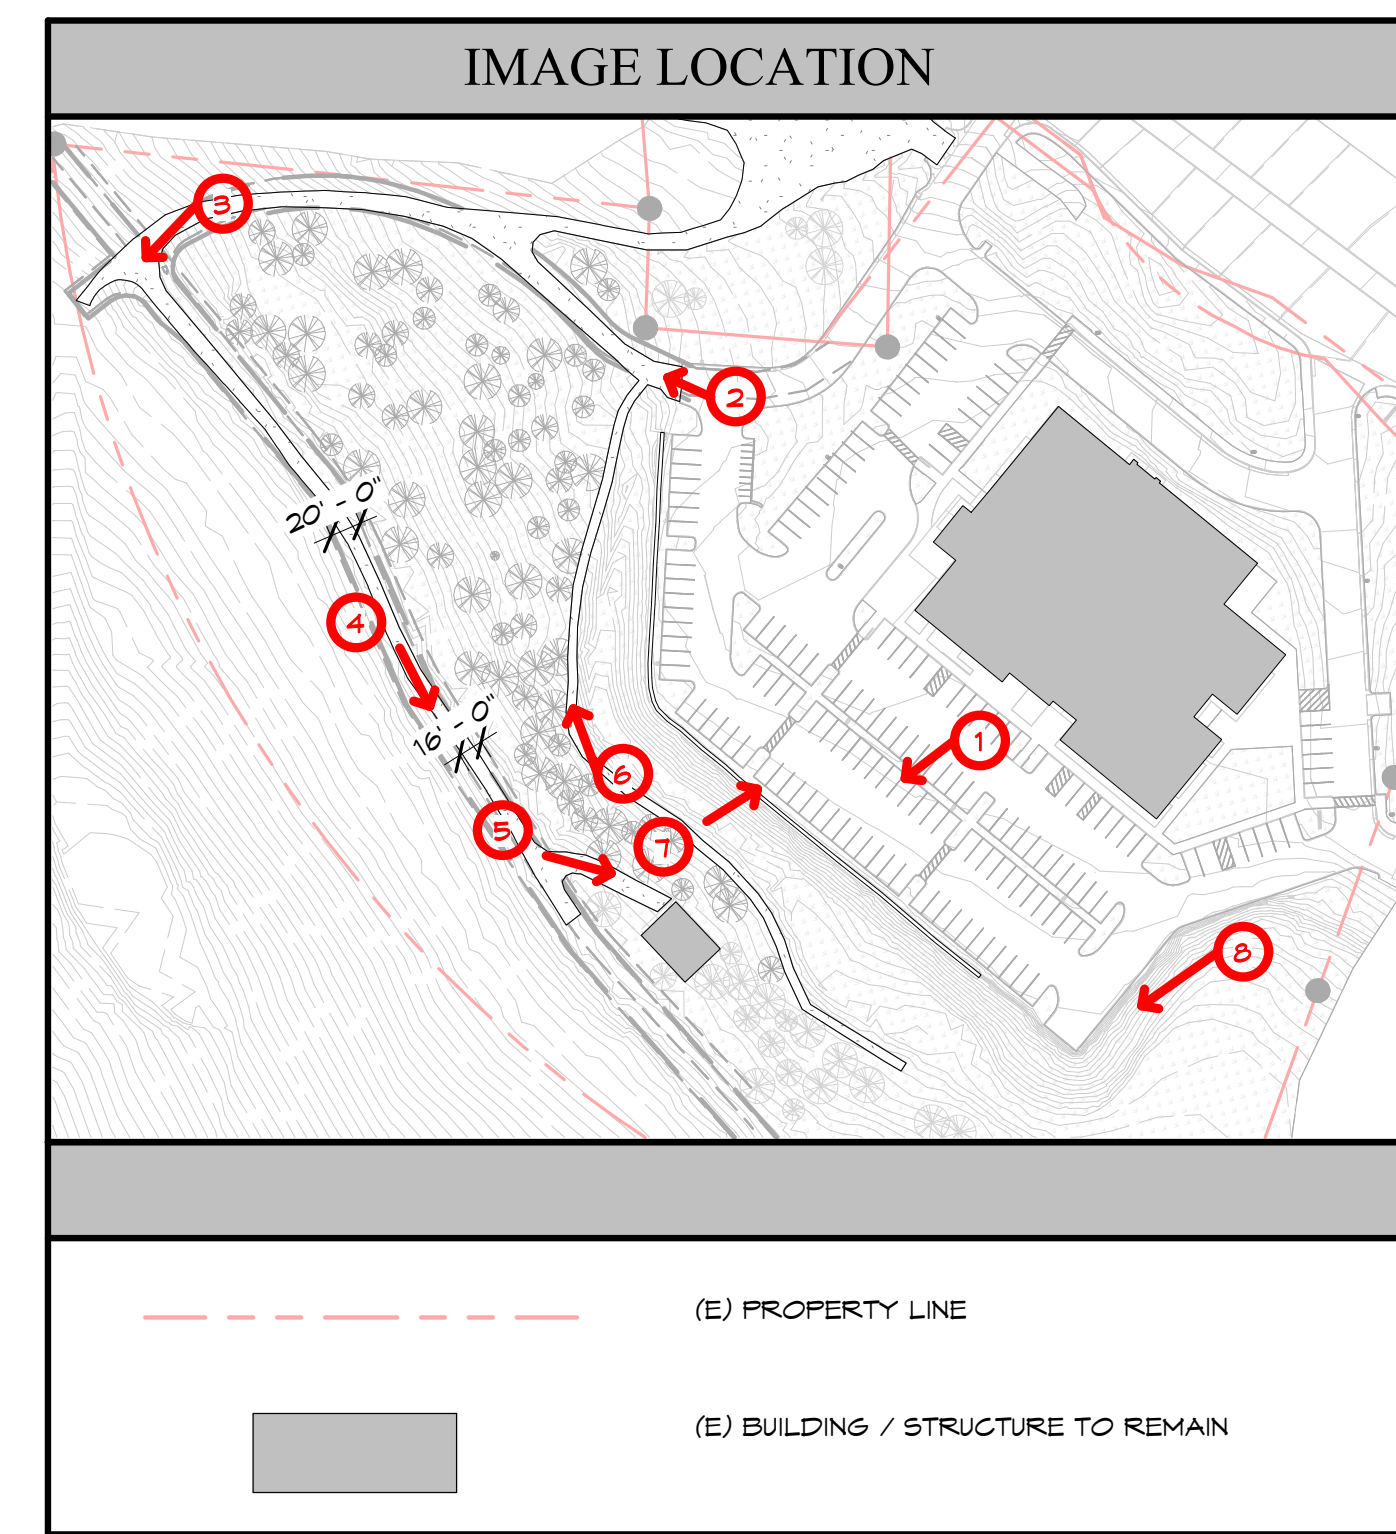 IMAGE LOCATION
3
2
20' - 0"
4
16' - 0"
1
6
5
7
8
(E) PROPERTY LINE
(E) BUILDING / STRUCTURE TO REMAIN